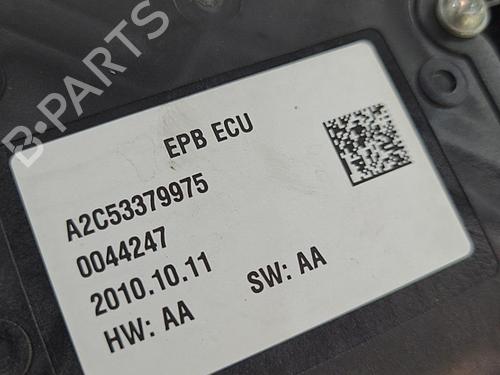 B-PARTS
EPB ECU
A2C53379975
0044247
2010.10.11
HW: AA SW: AA